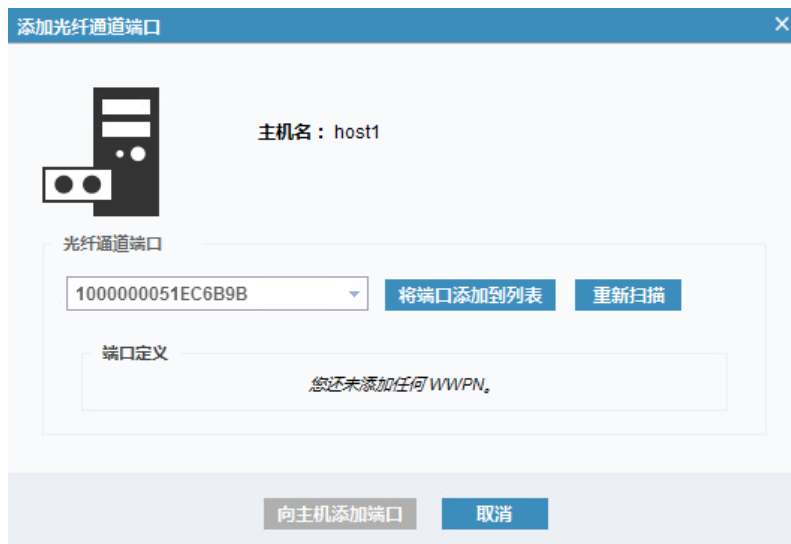 添加光纤通道端口
主机名： host1
光纤通道端口
1000000051EC6B9B 将端口添加到列表 重新扫描
端口定义
您还未添加任何 WWPN。
向主机添加端口 取消